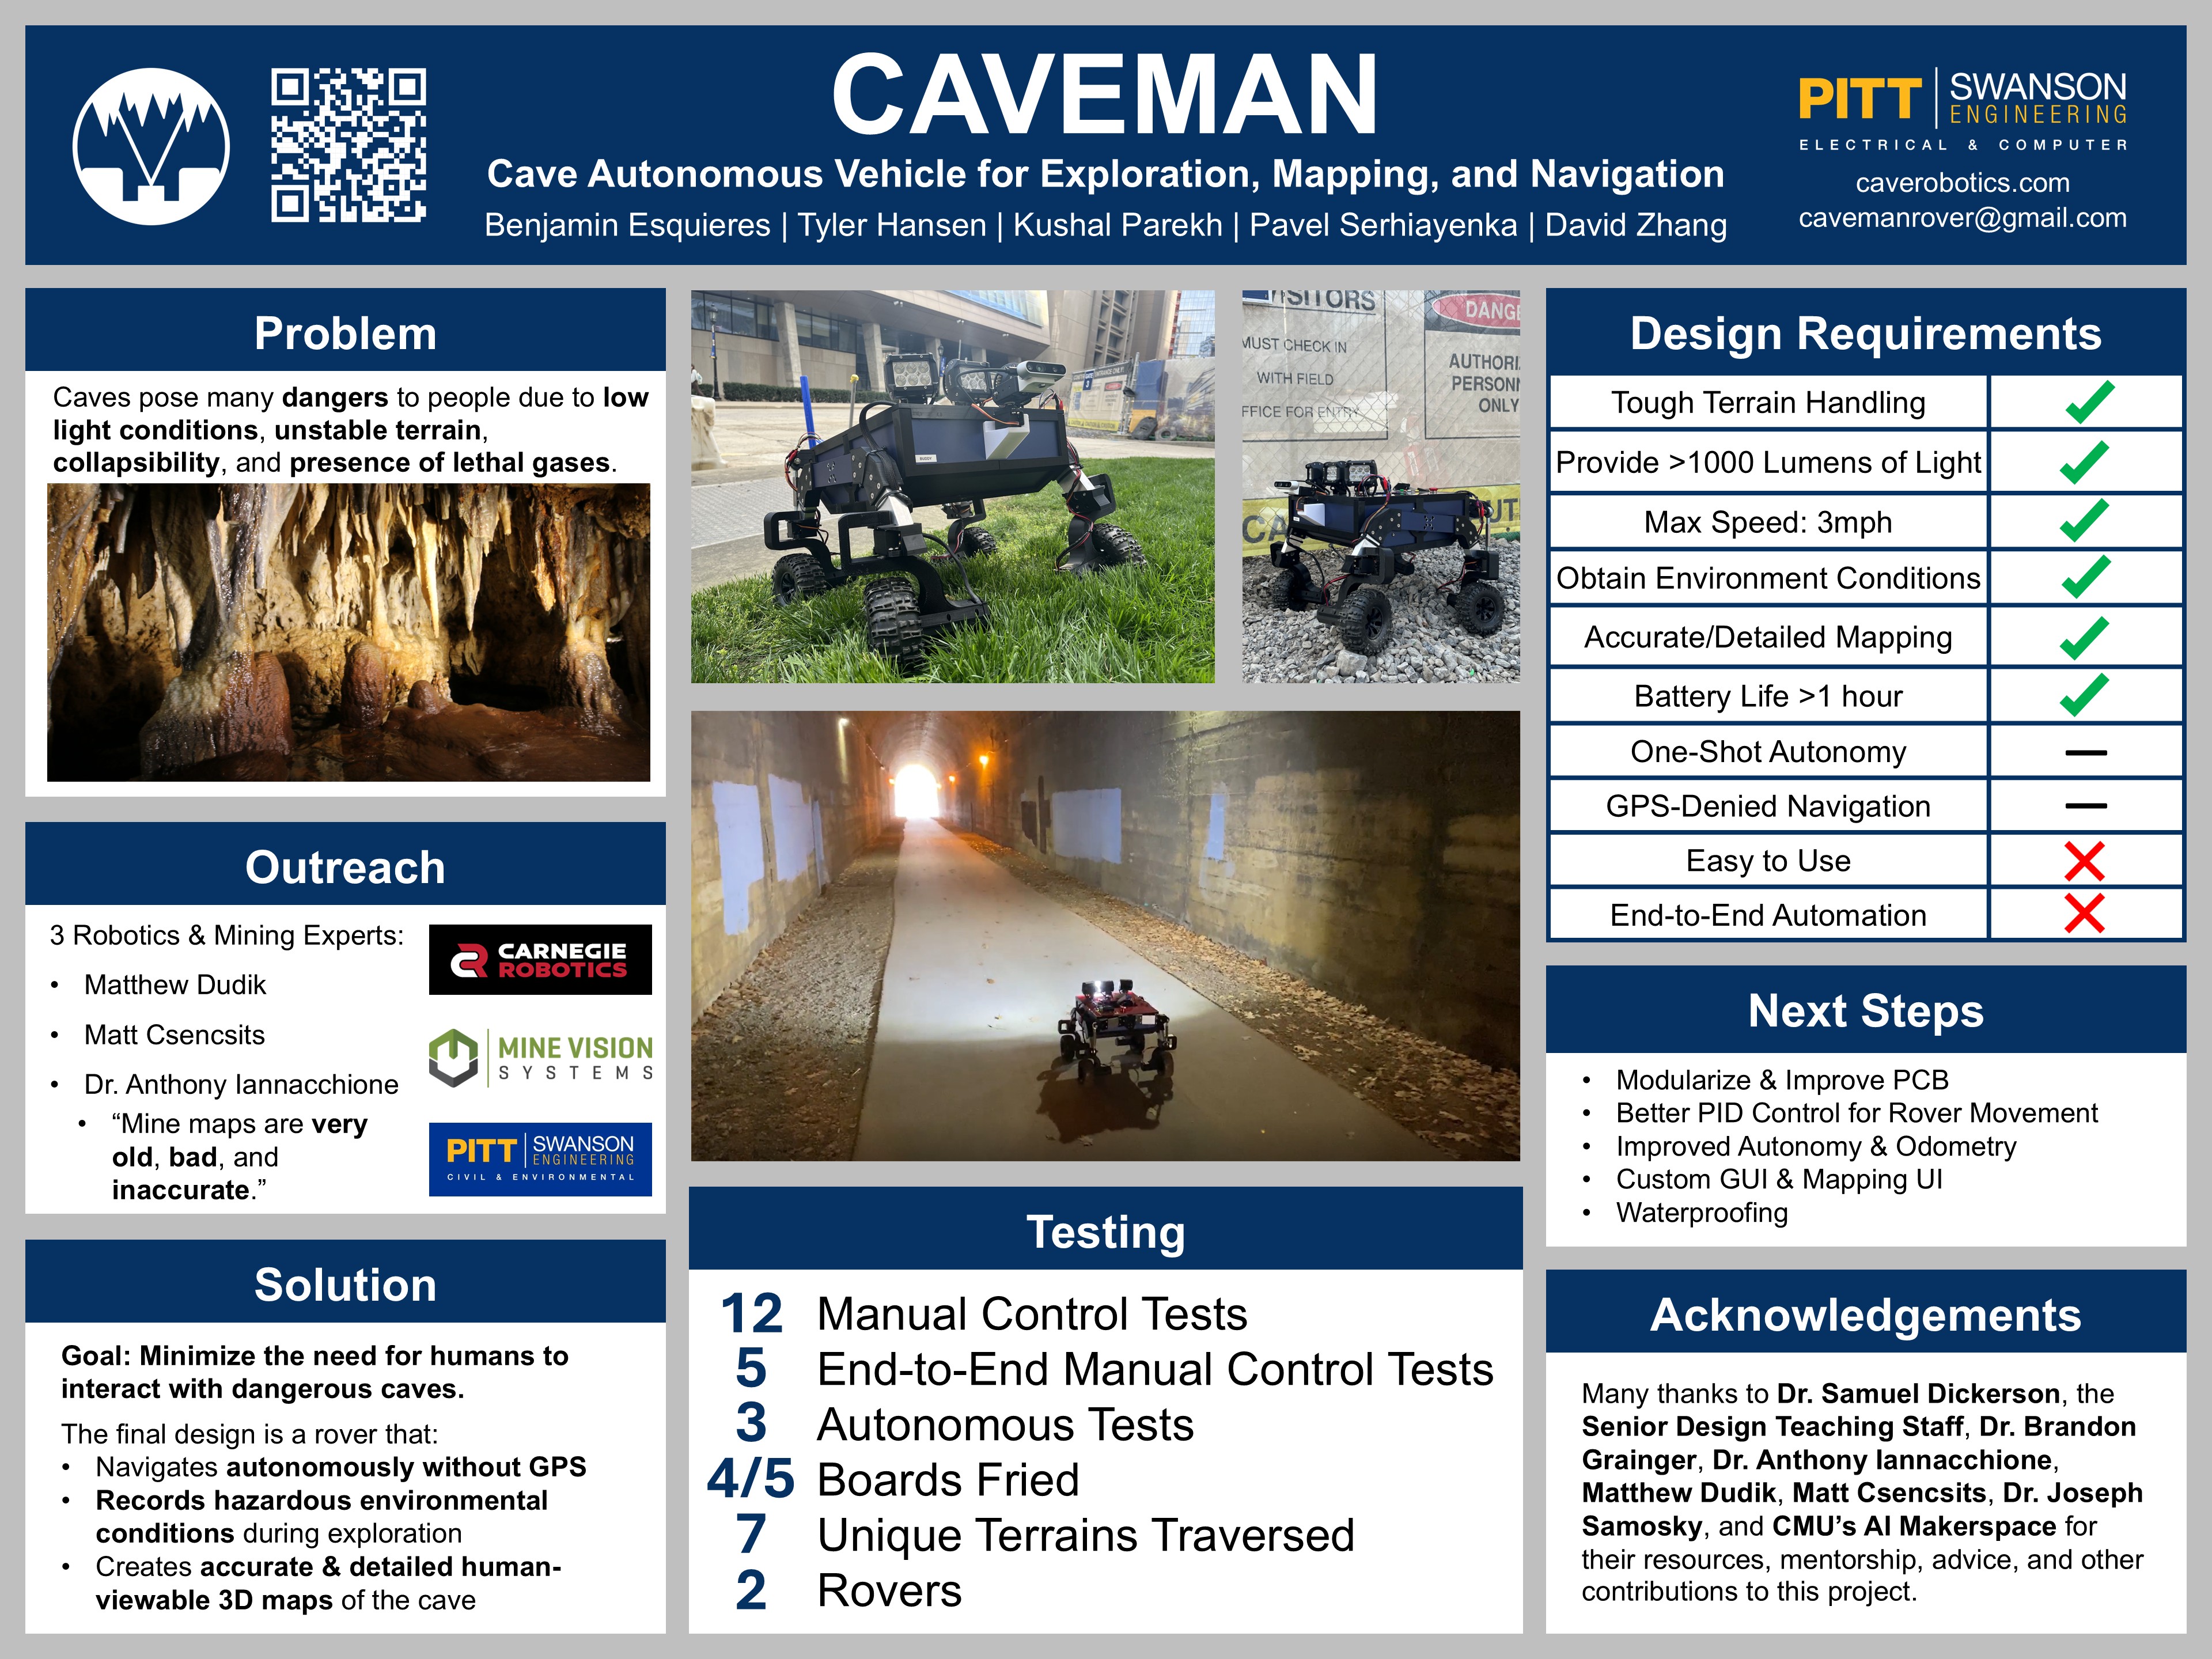 CAVEMAN
Cave Autonomous Vehicle for Exploration, Mapping, and Navigation
Benjamin Esquieres | Tyler Hansen | Kushal Parekh | Pavel Serhiayenka | David Zhang
PITT | SWANSON
ENGINEERING
ELECTRICAL & COMPUTER
caverobotics.com
cavemanrover@gmail.com
Problem
Caves pose many dangers to people due to low
light conditions, unstable terrain,
collapsibility, and presence of lethal gases.
Outreach
3 Robotics & Mining Experts:
• Matthew Dudik
• Matt Csencsits
• Dr. Anthony Iannacchione
• “Mine maps are very
old, bad, and
inaccurate.”
CARNEGIE
ROBOTICS
MINE VISION
SYSTEMS
PITT | SWANSON
ENGINEERING
CIVIL & ENVIRONMENTAL
Solution
Goal: Minimize the need for humans to
interact with dangerous caves.
The final design is a rover that:
• Navigates autonomously without GPS
• Records hazardous environmental
conditions during exploration
• Creates accurate & detailed human-
viewable 3D maps of the cave
ISITORS
MUST CHECK IN
WITH FIELD
FFICE FOR ENTRY
DANGE
AUTHORI
PERSONN
ONLY
CA
UT
Testing
12 Manual Control Tests
5 End-to-End Manual Control Tests
3 Autonomous Tests
4/5 Boards Fried
7 Unique Terrains Traversed
2 Rovers
Design Requirements
Tough Terrain Handling
Provide >1000 Lumens of Light
Max Speed: 3mph
Obtain Environment Conditions
Accurate/Detailed Mapping
Battery Life >1 hour
One-Shot Autonomy
GPS-Denied Navigation
Easy to Use
End-to-End Automation
Next Steps
• Modularize & Improve PCB
• Better PID Control for Rover Movement
• Improved Autonomy & Odometry
• Custom GUI & Mapping UI
• Waterproofing
Acknowledgements
Many thanks to Dr. Samuel Dickerson, the
Senior Design Teaching Staff, Dr. Brandon
Grainger, Dr. Anthony Iannacchione,
Matthew Dudik, Matt Csencsits, Dr. Joseph
Samosky, and CMU’s AI Makerspace for
their resources, mentorship, advice, and other
contributions to this project.